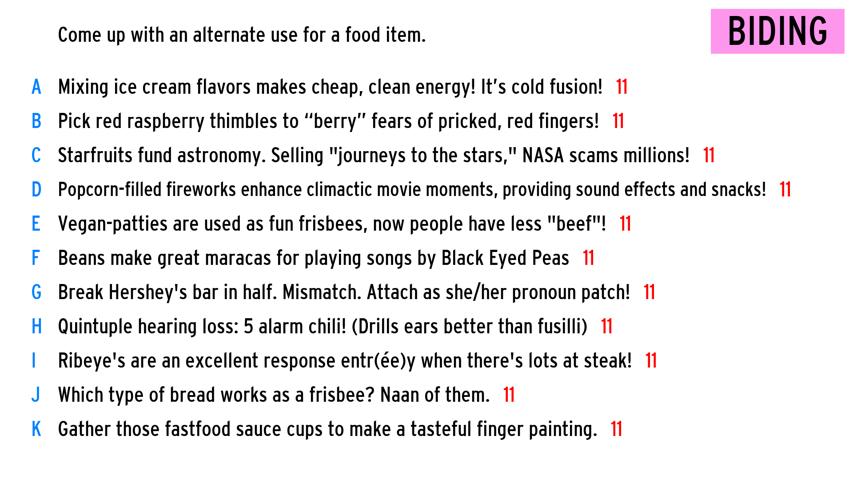 Come up with an alternate use for a food item.
BIDING
A Mixing ice cream flavors makes cheap, clean energy! It’s cold fusion! 11
B Pick red raspberry thimbles to “berry” fears of pricked, red fingers! 11
C Starfruits fund astronomy. Selling "journeys to the stars," NASA scams millions! 11
D Popcorn-filled fireworks enhance climactic movie moments, providing sound effects and snacks! 11
E Vegan-patties are used as fun frisbees, now people have less "beef"! 11
F Beans make great maracas for playing songs by Black Eyed Peas 11
G Break Hershey's bar in half. Mismatch. Attach as she/her pronoun patch! 11
H Quintuple hearing loss: 5 alarm chili! (Drills ears better than fusilli) 11
I Ribeye's are an excellent response entr(ée)y when there's lots at steak! 11
J Which type of bread works as a frisbee? Naan of them. 11
K Gather those fastfood sauce cups to make a tasteful finger painting. 11